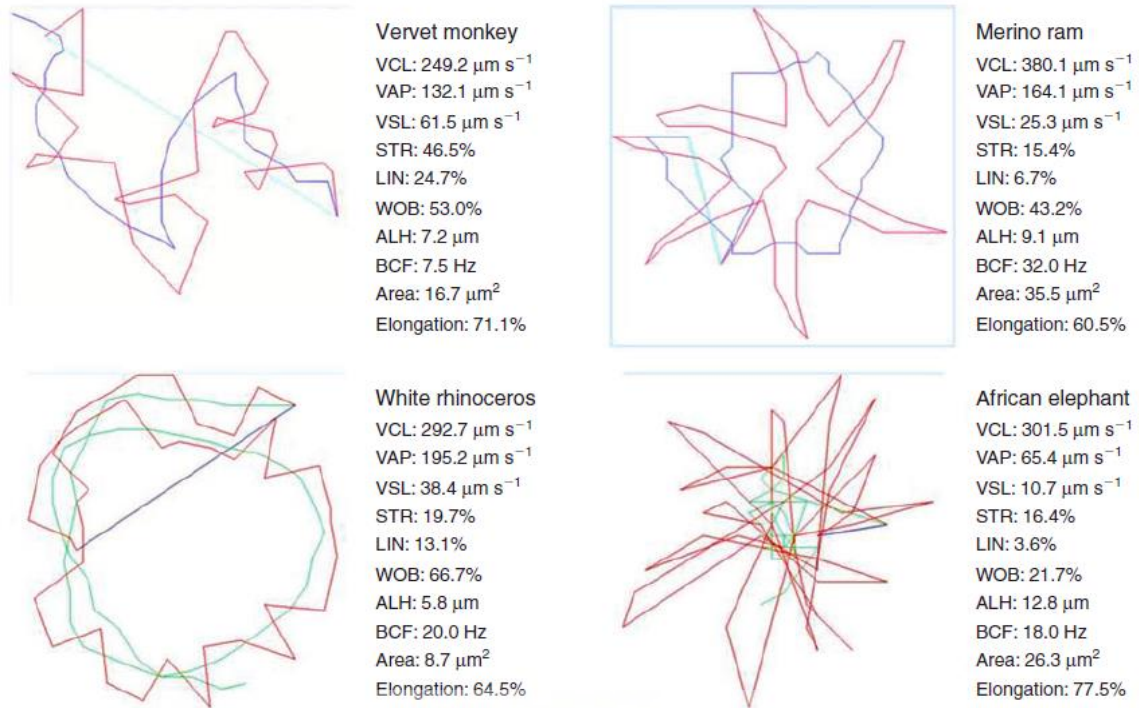 Vervet monkey
VCL: 249.2 μm s⁻¹
VAP: 132.1 μm s⁻¹
VSL: 61.5 μm s⁻¹
STR: 46.5%
LIN: 24.7%
WOB: 53.0%
ALH: 7.2 μm
BCF: 7.5 Hz
Area: 16.7 μm²
Elongation: 71.1%
Merino ram
VCL: 380.1 μm s⁻¹
VAP: 164.1 μm s⁻¹
VSL: 25.3 μm s⁻¹
STR: 15.4%
LIN: 6.7%
WOB: 43.2%
ALH: 9.1 μm
BCF: 32.0 Hz
Area: 35.5 μm²
Elongation: 60.5%
White rhinoceros
VCL: 292.7 μm s⁻¹
VAP: 195.2 μm s⁻¹
VSL: 38.4 μm s⁻¹
STR: 19.7%
LIN: 13.1%
WOB: 66.7%
ALH: 5.8 μm
BCF: 20.0 Hz
Area: 8.7 μm²
Elongation: 64.5%
African elephant
VCL: 301.5 μm s⁻¹
VAP: 65.4 μm s⁻¹
VSL: 10.7 μm s⁻¹
STR: 16.4%
LIN: 3.6%
WOB: 21.7%
ALH: 12.8 μm
BCF: 18.0 Hz
Area: 26.3 μm²
Elongation: 77.5%